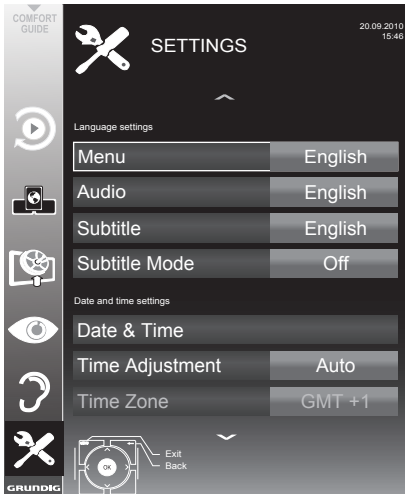 COMFORT
GUIDE
SETTINGS
20.09.2010
15:46
Language settings
Menu English
Audio English
Subtitle English
Subtitle Mode Off
Date and time settings
Date & Time
Time Adjustment Auto
Time Zone GMT +1
Exit
Back
OK
GRUNDIG